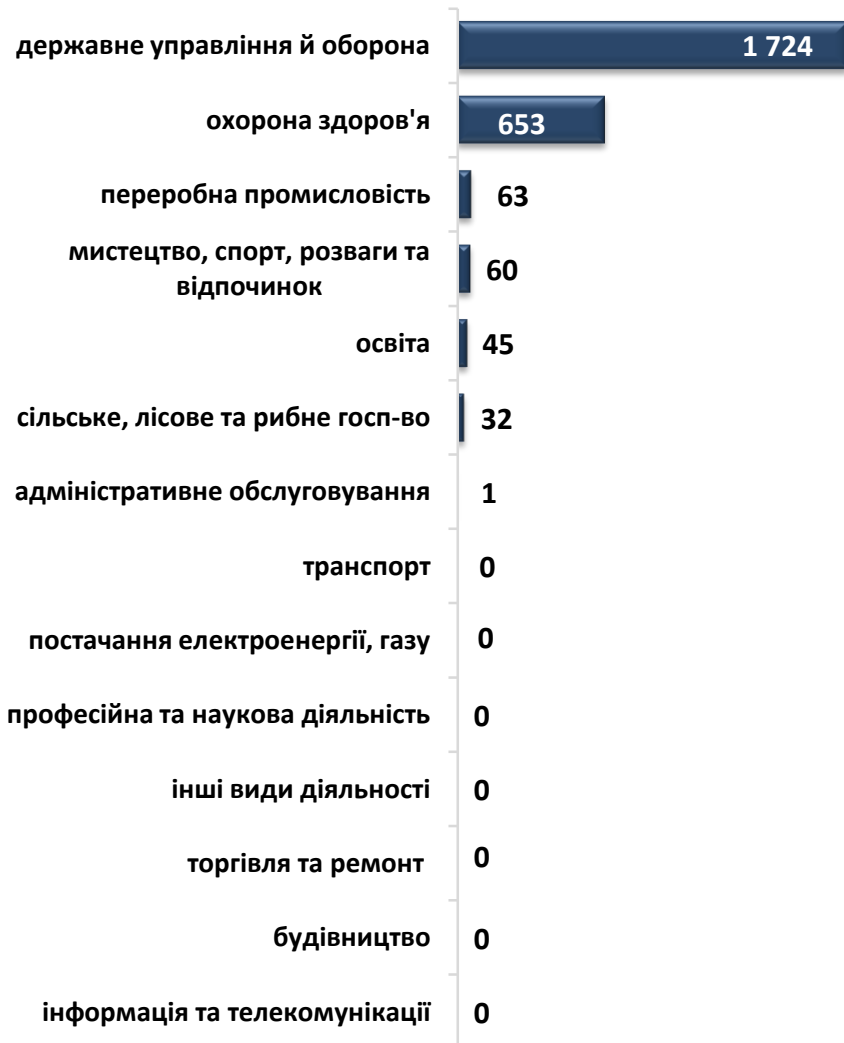 державне управління й оборона 1 724
охорона здоров'я 653
переробна промисловість 63
мистецтво, спорт, розваги та
відпочинок 60
освіта 45
сільське, лісове та рибне госп-во 32
адміністративне обслуговування 1
транспорт 0
постачання електроенергії, газу 0
професійна та наукова діяльність 0
інші види діяльності 0
торгівля та ремонт 0
будівництво 0
інформація та телекомунікації 0